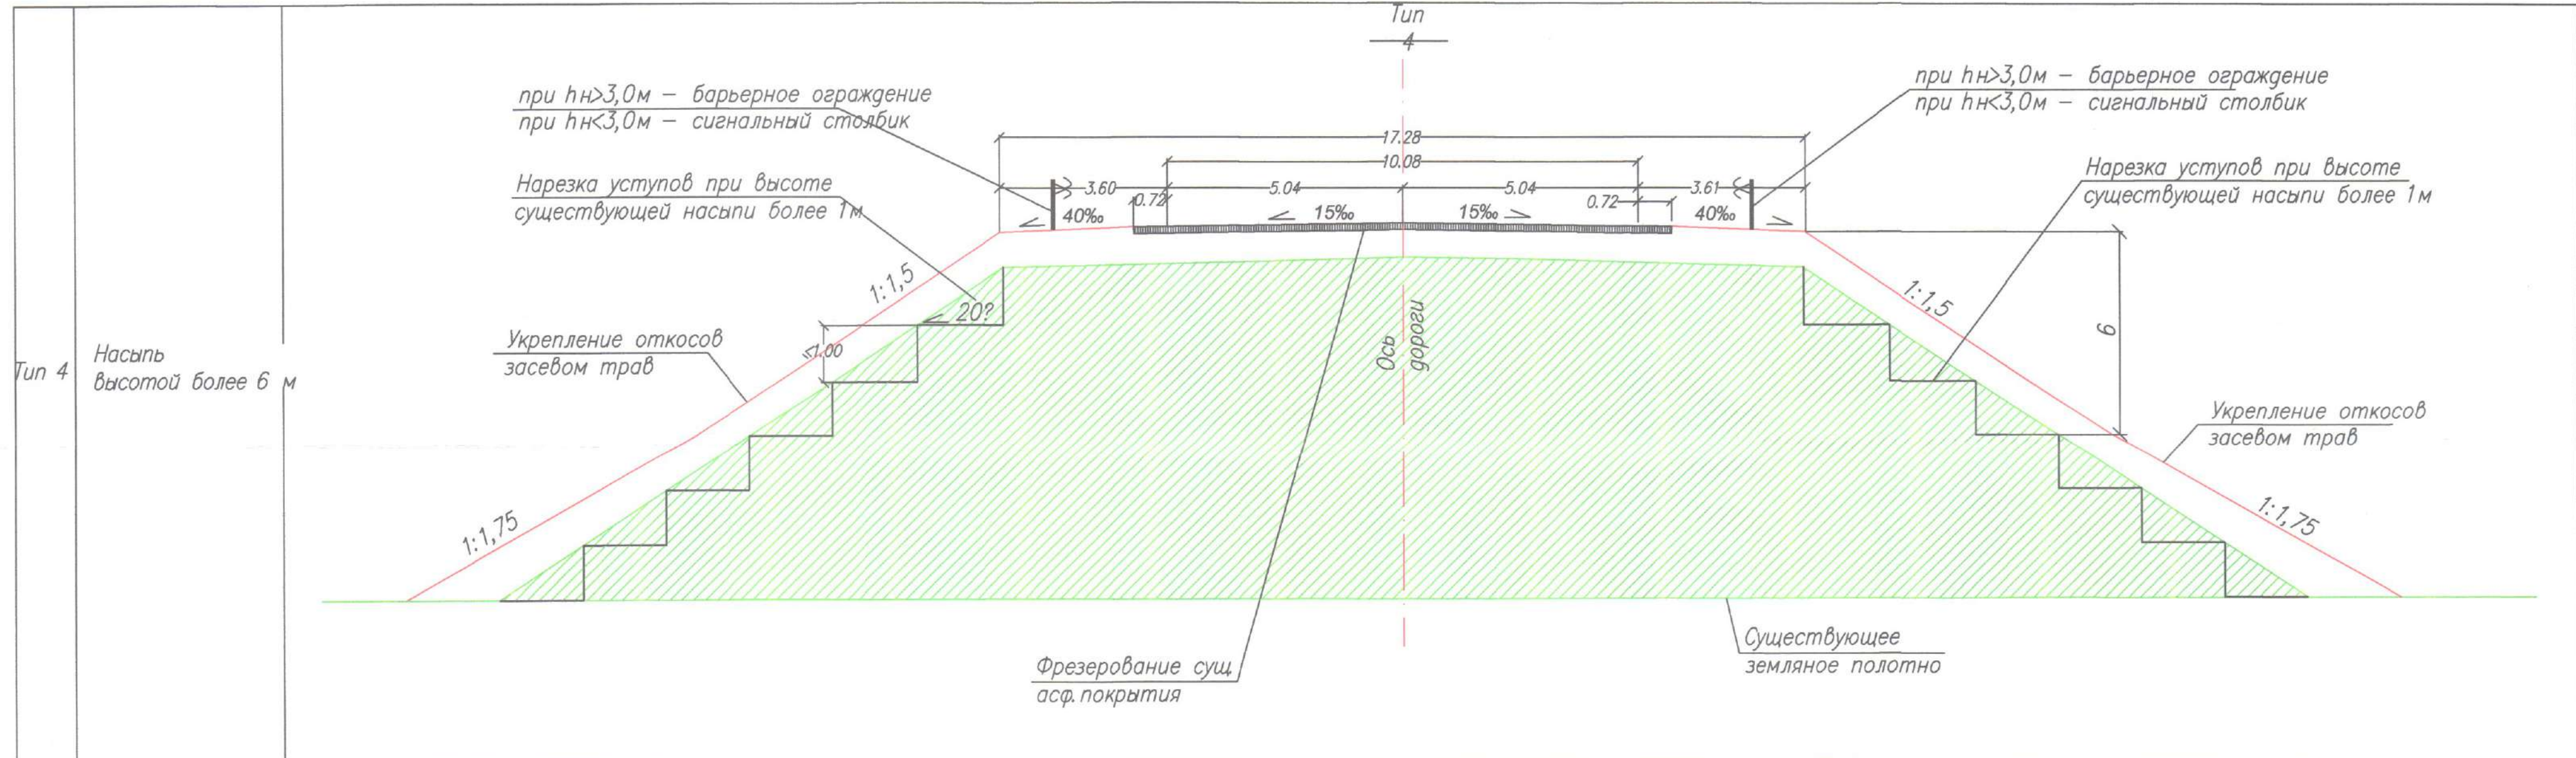 Тип
4
при hн>3,0м – барьерное ограждение
при hн<3,0м – сигнальный столбик
при hн>3,0м – барьерное ограждение
при hн<3,0м – сигнальный столбик
17.28
10.08
Нарезка уступов при высоте
существующей насыпи более 1м
3.60
5.04
5.04
3.61
0.72
0.72
40‰
15‰
15‰
40‰
Нарезка уступов при высоте
существующей насыпи более 1м
1:1,5
20?
1:1,5
≤1.00
6
Ось
дороги
Укрепление откосов
засевом трав
Тип 4
Насыпь
высотой более 6 м
Укрепление откосов
засевом трав
1:1,75
1:1,75
Фрезерование сущ.
асф.покрытия
Существующее
земляное полотно